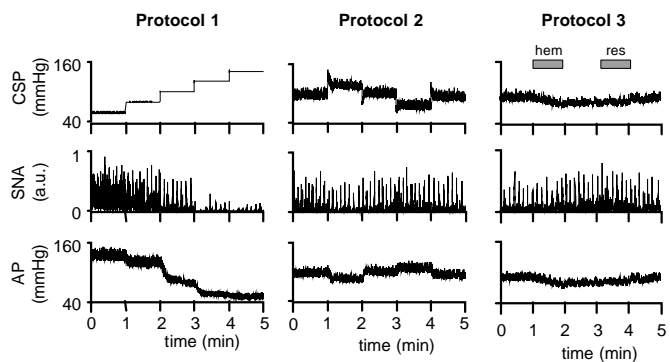 Protocol 1
Protocol 2
Protocol 3
hem
res
CSP
(mmHg)
160
40
SNA
(a.u.)
1
0
AP
(mmHg)
160
40
0 1 2 3 4 5
0 1 2 3 4 5
0 1 2 3 4 5
time (min)
time (min)
time (min)